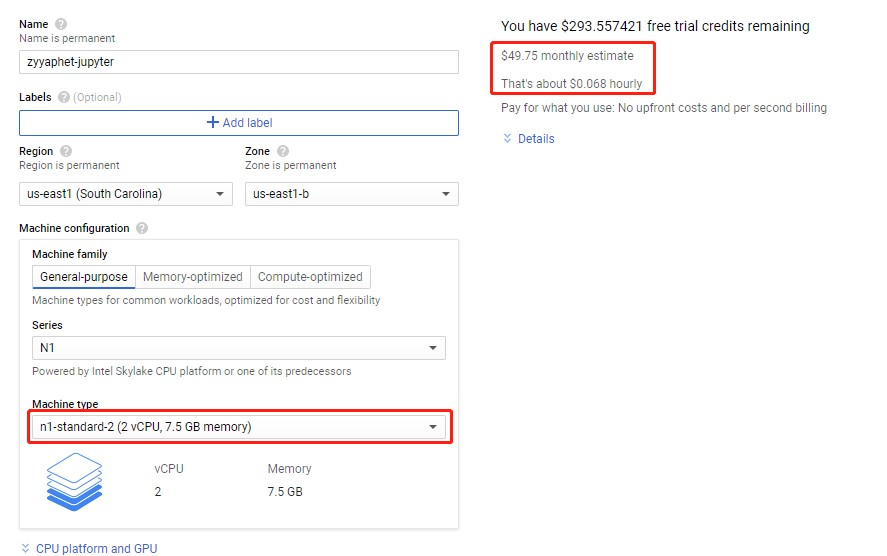 Name
Name is permanent
zyyaphet-jupyter
Labels (Optional)
Add label
Region
Region is permanent
us-east1 (South Carolina)
Zone
Zone is permanent
us-east1-b
Machine configuration
Machine family
General-purpose
Memory-optimized
Compute-optimized
Machine types for common workloads, optimized for cost and flexibility
Series
N1
Powered by Intel Skylake CPU platform or one of its predecessors
Machine type
n1-standard-2 (2 vCPU, 7.5 GB memory)
vCPU
2
Memory
7.5 GB
CPU platform and GPU
You have $293.557421 free trial credits remaining
$49.75 monthly estimate
That's about $0.068 hourly
Pay for what you use: No upfront costs and per second billing
Details